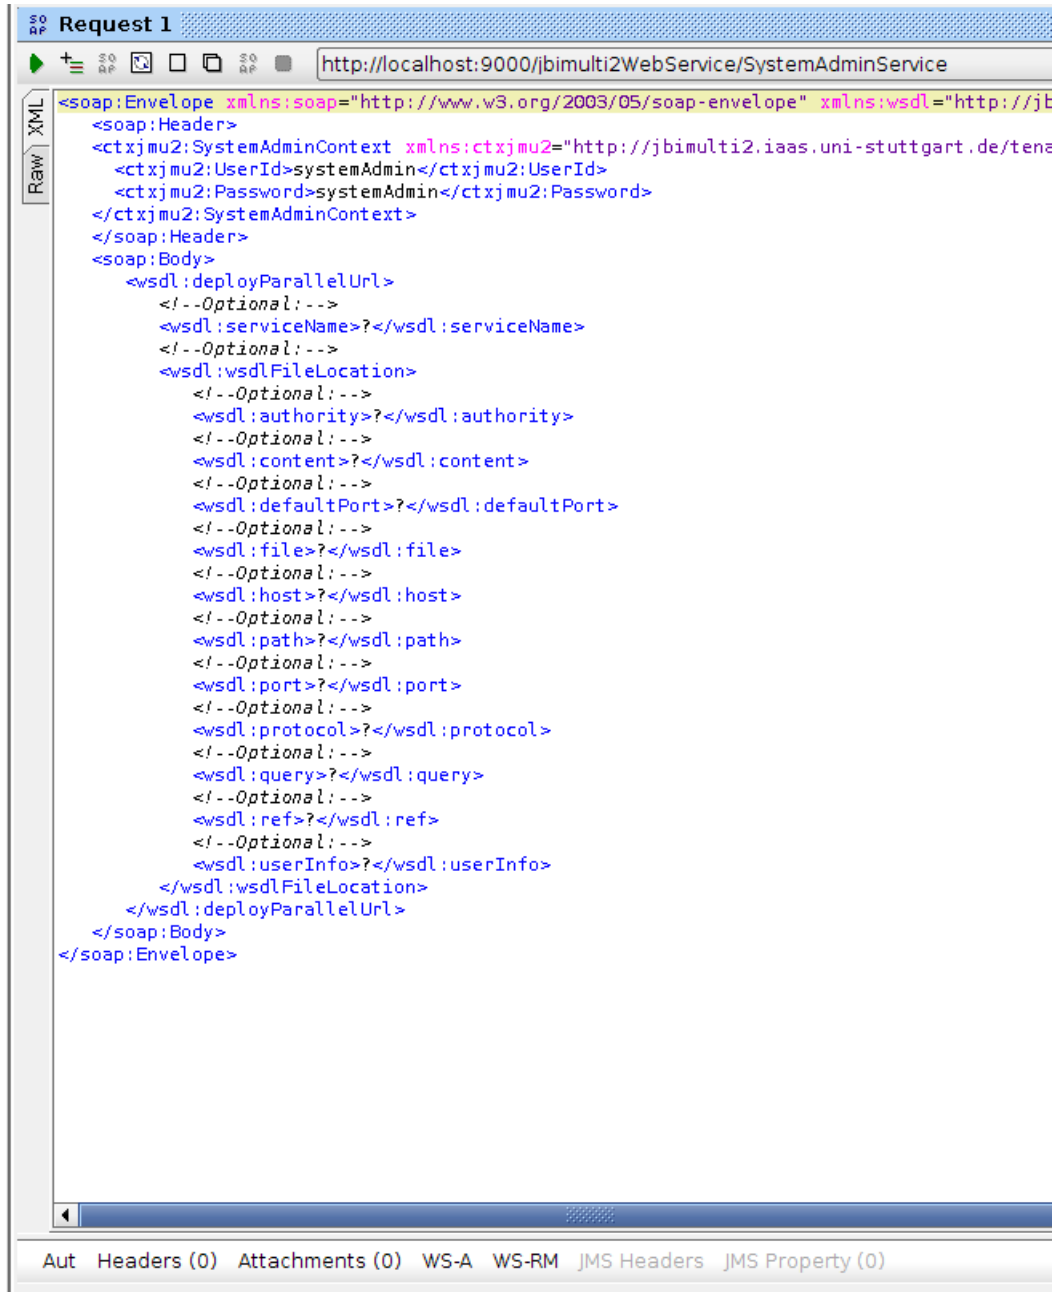 SO AP Request 1
SO AP SO AP http://localhost:9000/jbimulti2WebService/SystemAdminService
XML
Raw
<soap:Envelope xmlns:soap="http://www.w3.org/2003/05/soap-envelope" xmlns:wsdl="http://jb
<soap:Header>
<ctxjmu2:SystemAdminContext xmlns:ctxjmu2="http://jbimulti2.iaas.uni-stuttgart.de/tena
<ctxjmu2:UserId>systemAdmin</ctxjmu2:UserId>
<ctxjmu2:Password>systemAdmin</ctxjmu2:Password>
</ctxjmu2:SystemAdminContext>
</soap:Header>
<soap:Body>
<wsdl:deployParallelUrl>
<!--Optional:-->
<wsdl:serviceName>?</wsdl:serviceName>
<!--Optional:-->
<wsdl:wsdlFileLocation>
<!--Optional:-->
<wsdl:authority>?</wsdl:authority>
<!--Optional:-->
<wsdl:content>?</wsdl:content>
<!--Optional:-->
<wsdl:defaultPort>?</wsdl:defaultPort>
<!--Optional:-->
<wsdl:file>?</wsdl:file>
<!--Optional:-->
<wsdl:host>?</wsdl:host>
<!--Optional:-->
<wsdl:path>?</wsdl:path>
<!--Optional:-->
<wsdl:port>?</wsdl:port>
<!--Optional:-->
<wsdl:protocol>?</wsdl:protocol>
<!--Optional:-->
<wsdl:query>?</wsdl:query>
<!--Optional:-->
<wsdl:ref>?</wsdl:ref>
<!--Optional:-->
<wsdl:userInfo>?</wsdl:userInfo>
</wsdl:wsdlFileLocation>
</wsdl:deployParallelUrl>
</soap:Body>
</soap:Envelope>
Aut Headers (0) Attachments (0) WS-A WS-RM JMS Headers JMS Property (0)